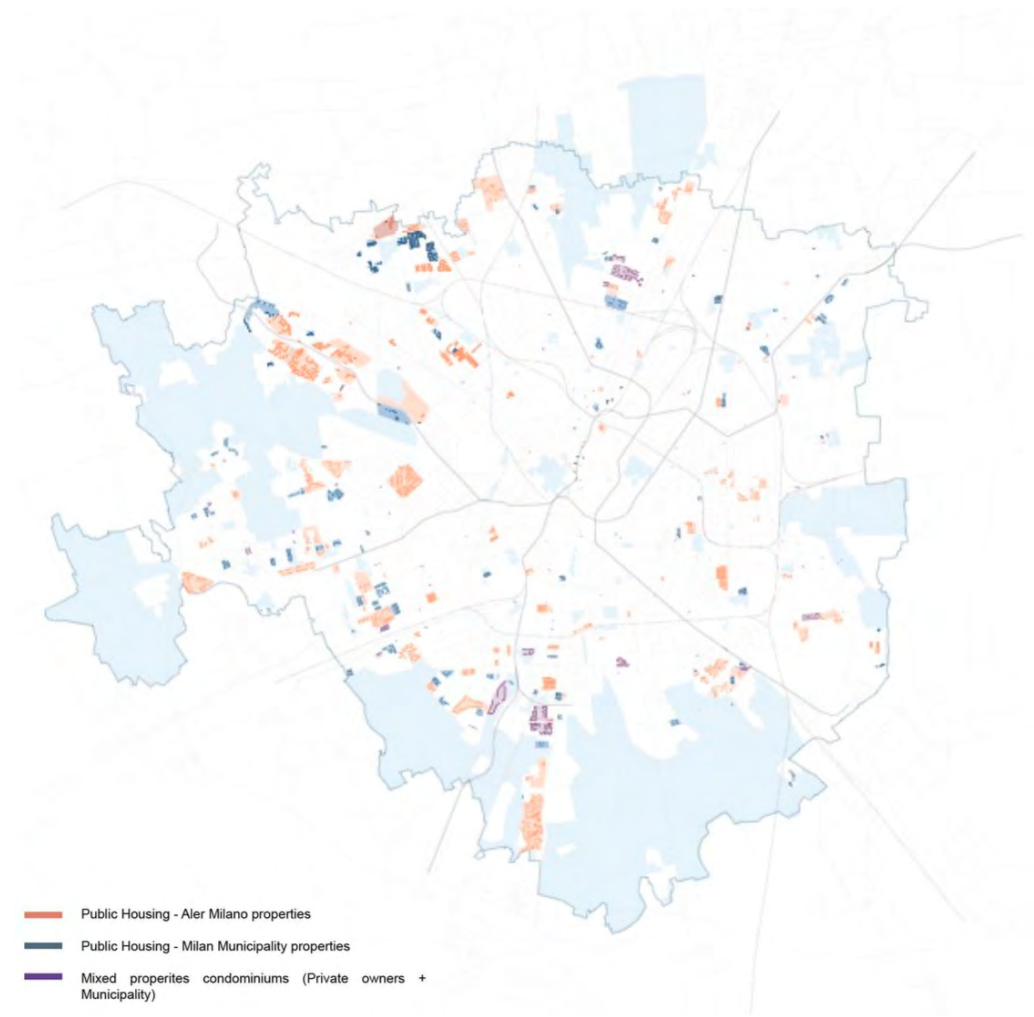 Public Housing - Aler Milano properties
Public Housing - Milan Municipality properties
Mixed properites condominiums (Private owners +
Municipality)